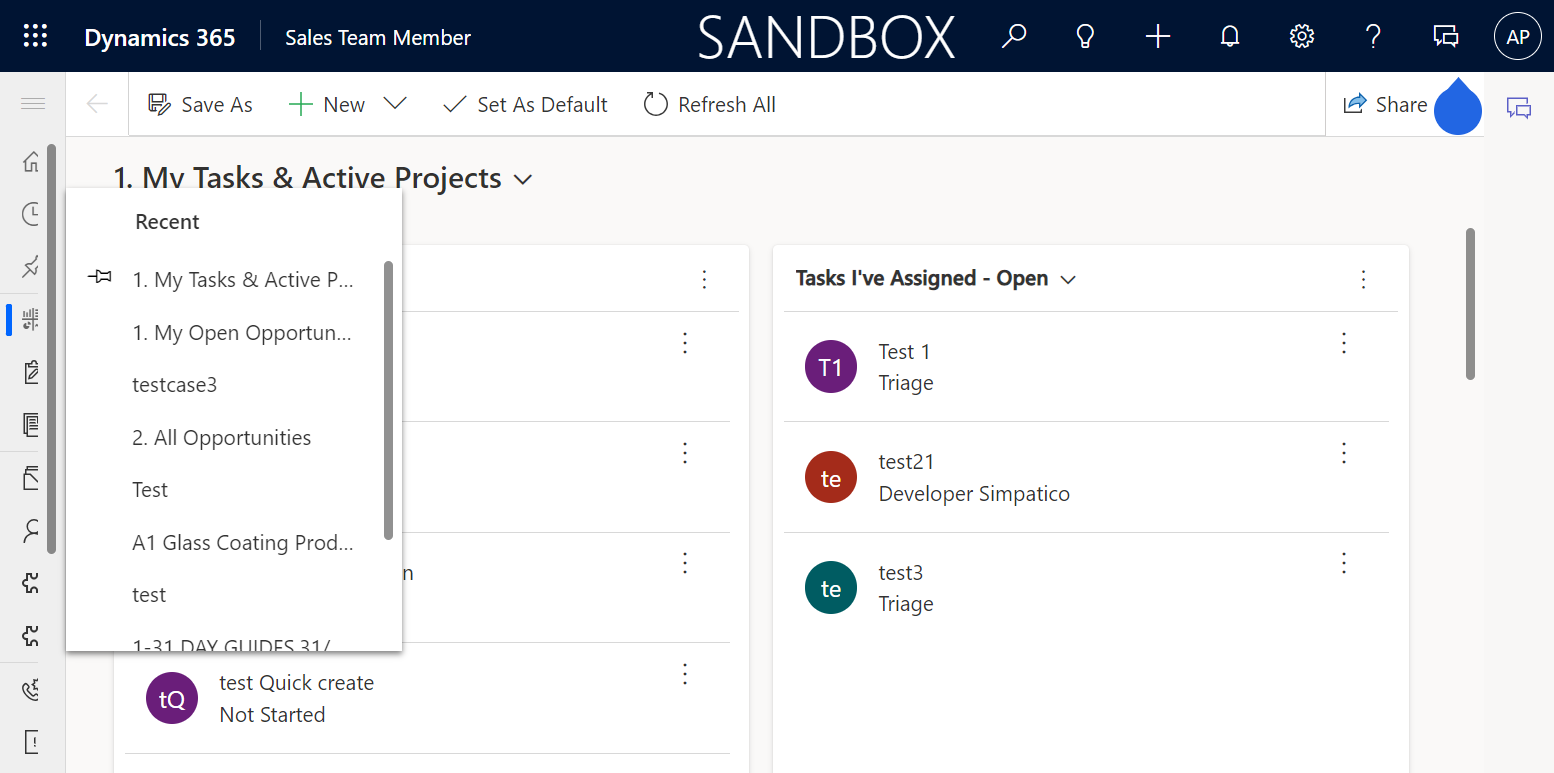 Dynamics 365
Sales Team Member
SANDBOX
AP
Save As
New
Set As Default
Refresh All
Share
1. My Tasks & Active Projects
Recent
1. My Tasks & Active P...
1. My Open Opportun...
testcase3
2. All Opportunities
Test
A1 Glass Coating Prod...
test
1-31 DAY GUIDES 31/
n
tQ
test Quick create
Not Started
Tasks I've Assigned - Open
T1
Test 1
Triage
te
test21
Developer Simpatico
te
test3
Triage